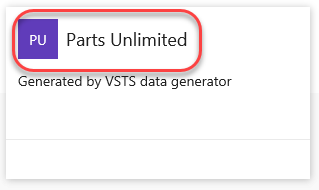 PU Parts Unlimited
Generated by VSTS data generator